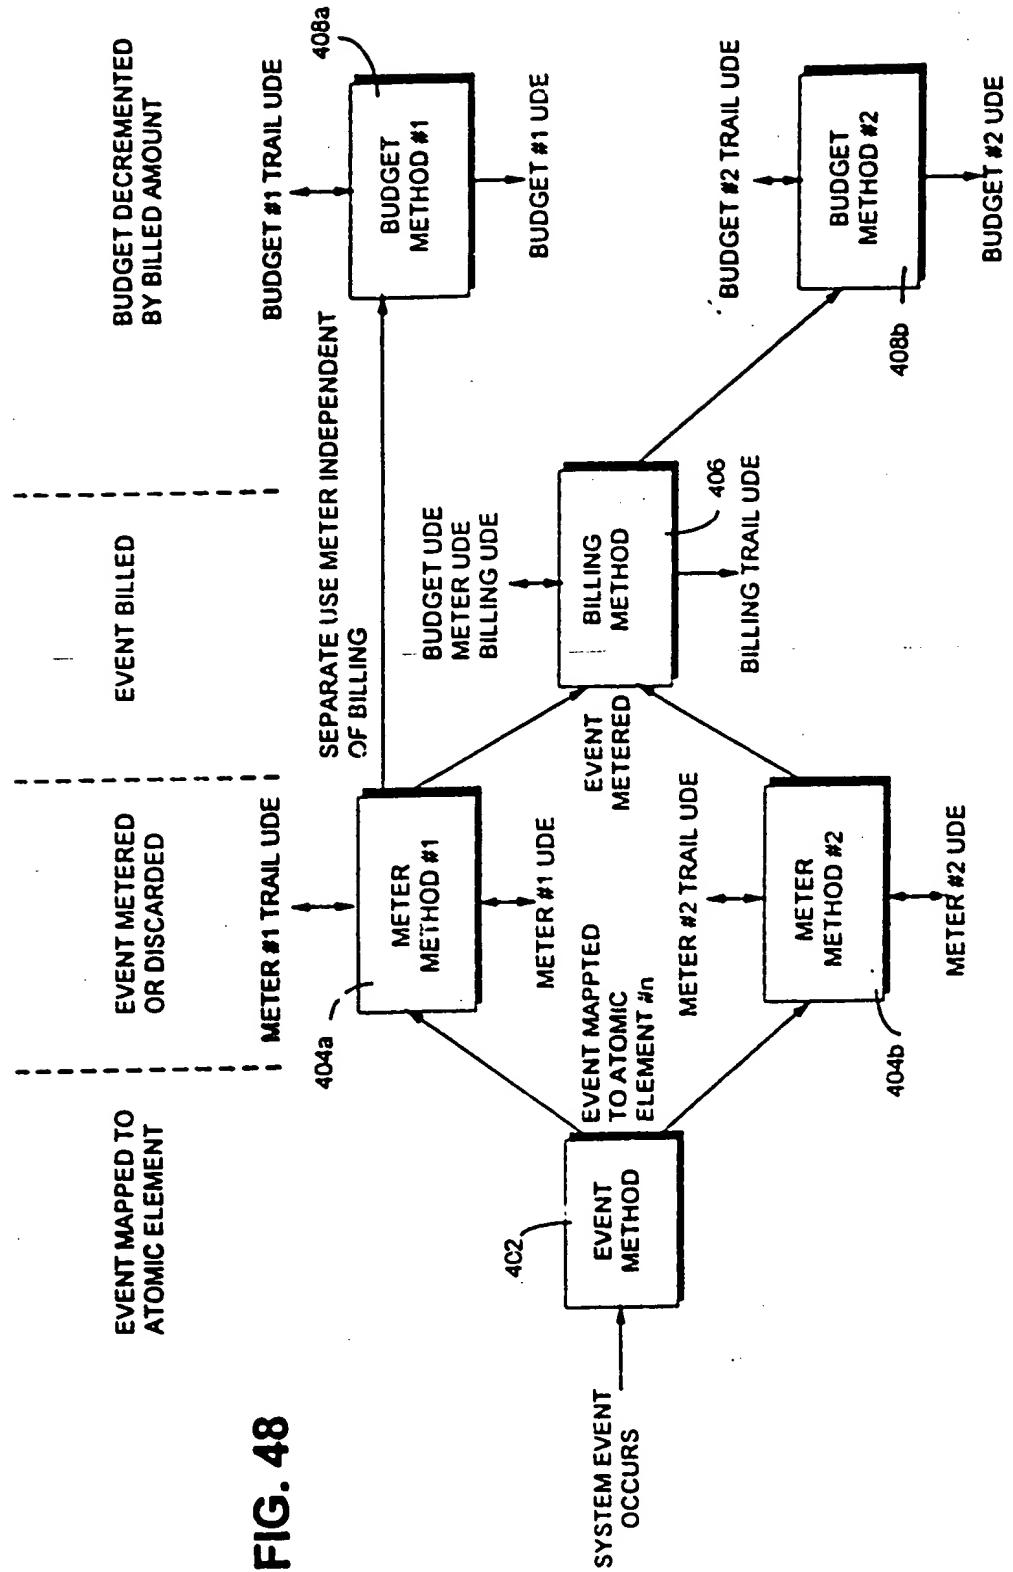 FIG. 48
EVENT MAPPED TO
ATOMIC ELEMENT
EVENT METERED
OR DISCARDED
EVENT BILLED
BUDGET DECREMENTED
BY BILLED AMOUNT
SYSTEM EVENT
OCCURS
402
EVENT
METHOD
EVENT MAPPTED
TO ATOMIC
ELEMENT #n
METER #1 TRAIL UDE
404a
METER
METHOD #1
METER #1 UDE
METER #2 TRAIL UDE
METER
METHOD #2
404b
METER #2 UDE
SEPARATE USE METER INDEPENDENT
OF BILLING
EVENT
METERED
BUDGET UDE
METER UDE
BILLING UDE
BILLING
METHOD
406
BILLING TRAIL UDE
BUDGET #1 TRAIL UDE
408a
BUDGET
METHOD #1
BUDGET #1 UDE
BUDGET #2 TRAIL UDE
BUDGET
METHOD #2
408b
BUDGET #2 UDE